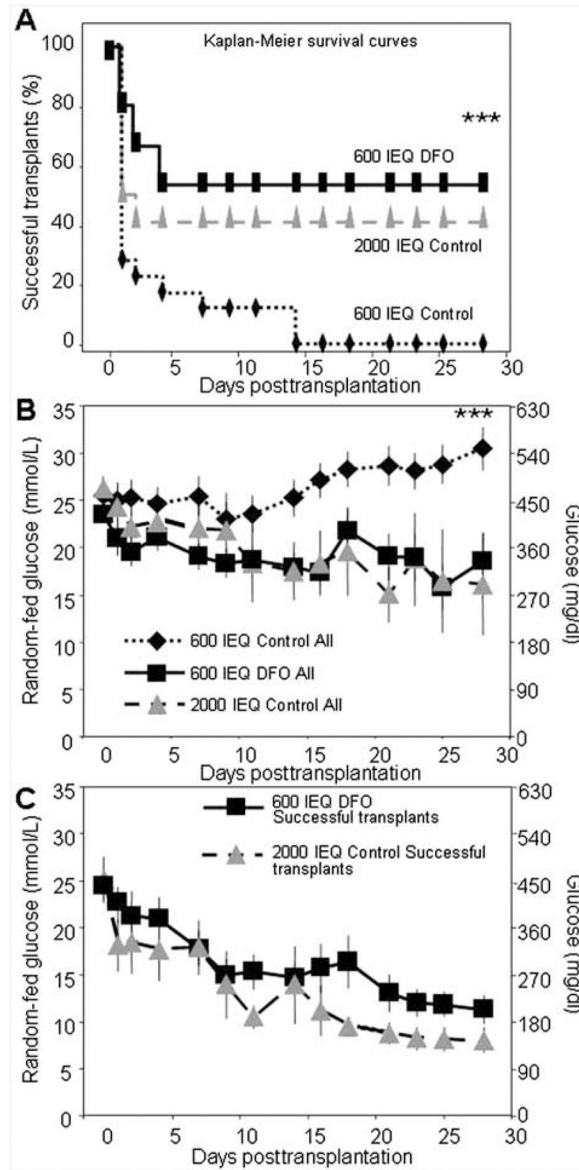 A
Kaplan-Meier survival curves
Successful transplants (%)
100
80
60
40
20
0
***
600 IEQ DFO
2000 IEQ Control
600 IEQ Control
0 5 10 15 20 25 30
Days posttransplantation
B
Random-fed glucose (mmol/L)
35
30
25
20
15
10
5
0
***
600 IEQ Control All
600 IEQ DFO All
2000 IEQ Control All
630
540
450
360
270
180
90
0
Glucose (mg/dl)
0 5 10 15 20 25 30
Days posttransplantation
C
Random-fed glucose (mmol/L)
35
30
25
20
15
10
5
0
600 IEQ DFO
Successful transplants
2000 IEQ Control Successful
transplants
630
540
450
360
270
180
90
0
Glucose (mg/dl)
0 5 10 15 20 25 30
Days posttransplantation